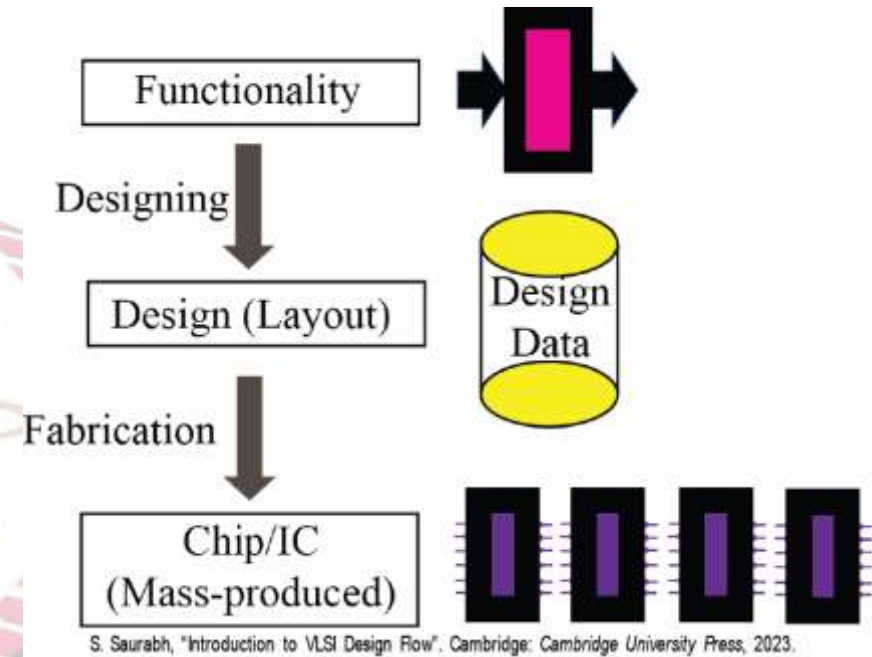 Functionality
Designing
Design (Layout)
Design
Data
Fabrication
Chip/IC
(Mass-produced)
S. Saurabh, "Introduction to VLSI Design Flow". Cambridge: Cambridge University Press, 2023.